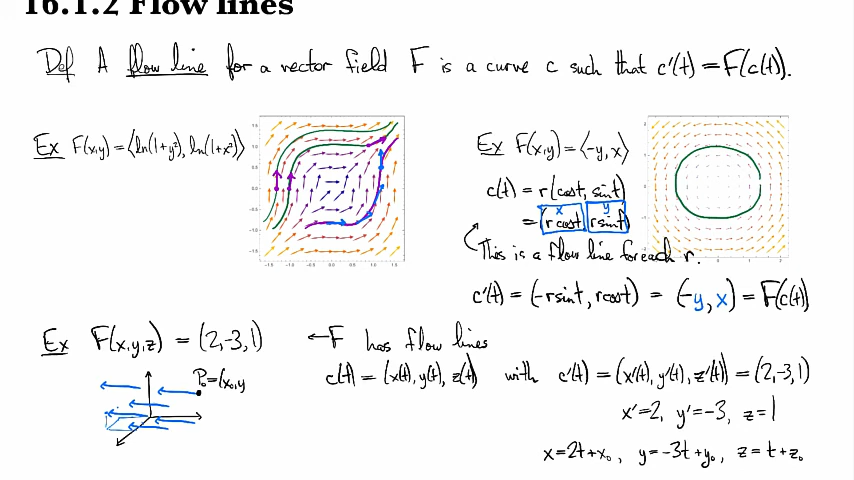 16.1.2 Flow lines
Def A flow line for a vector field F is a curve c such that c'(t) = F(c(t)).
Ex F(x,y) = ⟨ln(1+y²), ln(1+x²)⟩
Ex F(x,y) = ⟨-y, x⟩
c(t) = r(cost, sint)
= (r cost, r sint)
x y
This is a flow line for each r.
c'(t) = (-rsint, rcost) = (-y, x) = F(c(t))
Ex F(x,y,z) = (2,-3,1)
← F has flow lines
c(t) = (x(t), y(t), z(t)) with c'(t) = (x'(t), y'(t), z'(t)) = (2,-3,1)
P₀=(x₀,y
x'=2, y'=-3, z=1
x=2t+x₀, y=-3t+y₀, z=t+z₀